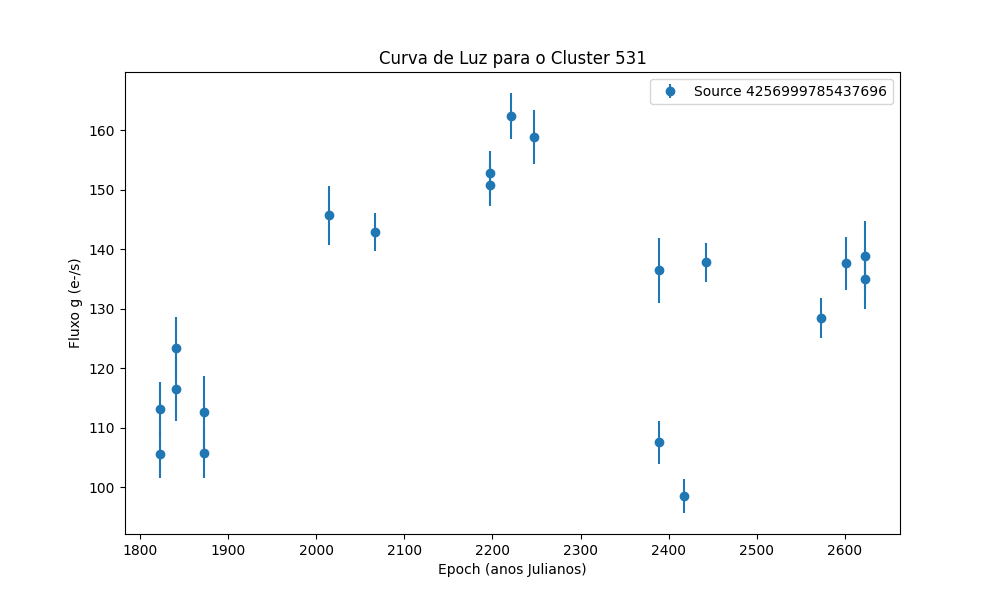 Curva de Luz para o Cluster 531
Source 4256999785437696
Fluxo g (e-/s)
160
150
140
130
120
110
100
1800 1900 2000 2100 2200 2300 2400 2500 2600
Epoch (anos Julianos)